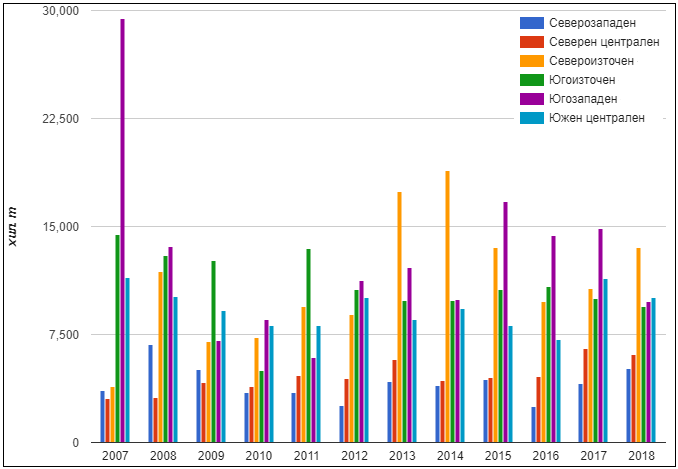 30,000
22,500
15,000
7,500
0
хил т
Северозападен
Северен централен
Североизточен
Югоизточен
Югозападен
Южен централен
2007 2008 2009 2010 2011 2012 2013 2014 2015 2016 2017 2018